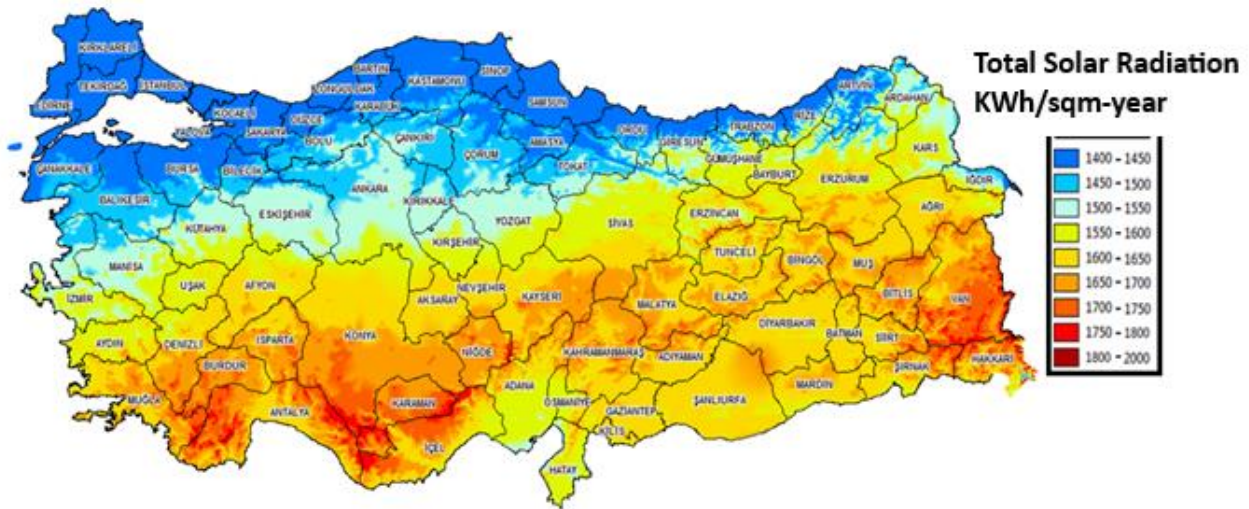 KIRKLARELİ
EDİRNE
TEKİRDAĞ
İSTANBUL
KOCAELİ
YALOVA
SAKARYA
DÜZCE
BOLU
ZONGULDAK
BARTIN
KARABÜK
KASTAMONU
SİNOP
SAMSUN
ÇANKIRI
ÇORUM
AMASYA
TOKAT
ORDU
GİRESUN
TRABZON
RİZE
ARTVİN
ARDAHAN
GÜMÜŞHANE
BAYBURT
ERZURUM
KARS
IĞDIR
AĞRI
ÇANAKKALE
BALIKESİR
BURSA
BİLECİK
KÜTAHYA
ESKİŞEHİR
ANKARA
KIRIKKALE
KIRŞEHİR
YOZGAT
SİVAS
ERZİNCAN
TUNCELİ
BİNGÖL
MUŞ
BİTLİS
VAN
MANİSA
İZMİR
UŞAK
AFYON
AKSARAY
NEVŞEHİR
KAYSERİ
MALATYA
ELAZIĞ
DİYARBAKIR
BATMAN
SİİRT
ŞIRNAK
HAKKARİ
AYDIN
DENİZLİ
ISPARTA
BURDUR
KONYA
NİĞDE
KAHRAMANMARAŞ
ADIYAMAN
MARDİN
ŞANLIURFA
MUĞLA
ANTALYA
KARAMAN
İÇEL
ADANA
OSMANİYE
GAZİANTEP
KİLİS
HATAY
Total Solar Radiation
KWh/sqm-year
1400 - 1450
1450 - 1500
1500 - 1550
1550 - 1600
1600 - 1650
1650 - 1700
1700 - 1750
1750 - 1800
1800 - 2000